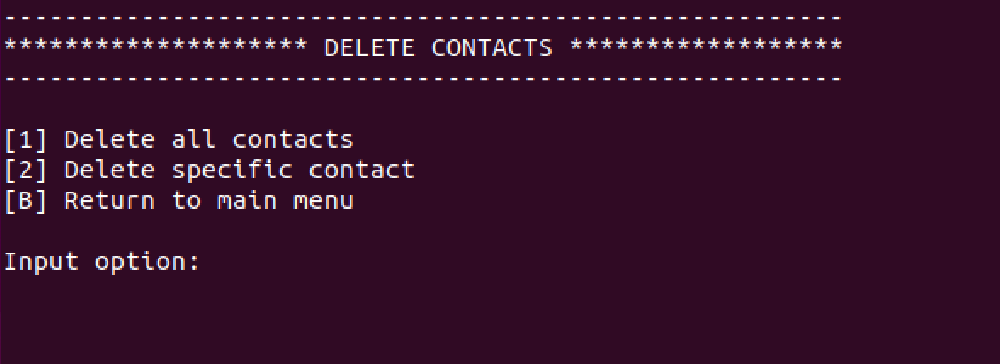 -------------------------------------------------------
******************** DELETE CONTACTS ******************
-------------------------------------------------------
[1] Delete all contacts
[2] Delete specific contact
[B] Return to main menu
Input option: